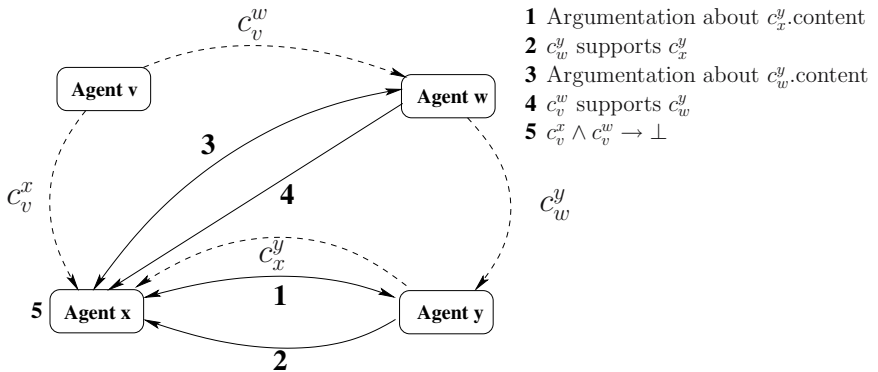 c_v^w
1 Argumentation about c_x^y.content
2 c_w^y supports c_x^y
3 Argumentation about c_w^y.content
4 c_v^w supports c_w^y
5 c_v^x ∧ c_v^w → ⊥
Agent v
Agent w
3
4
c_v^x
c_w^y
c_x^y
1
5 Agent x
Agent y
2